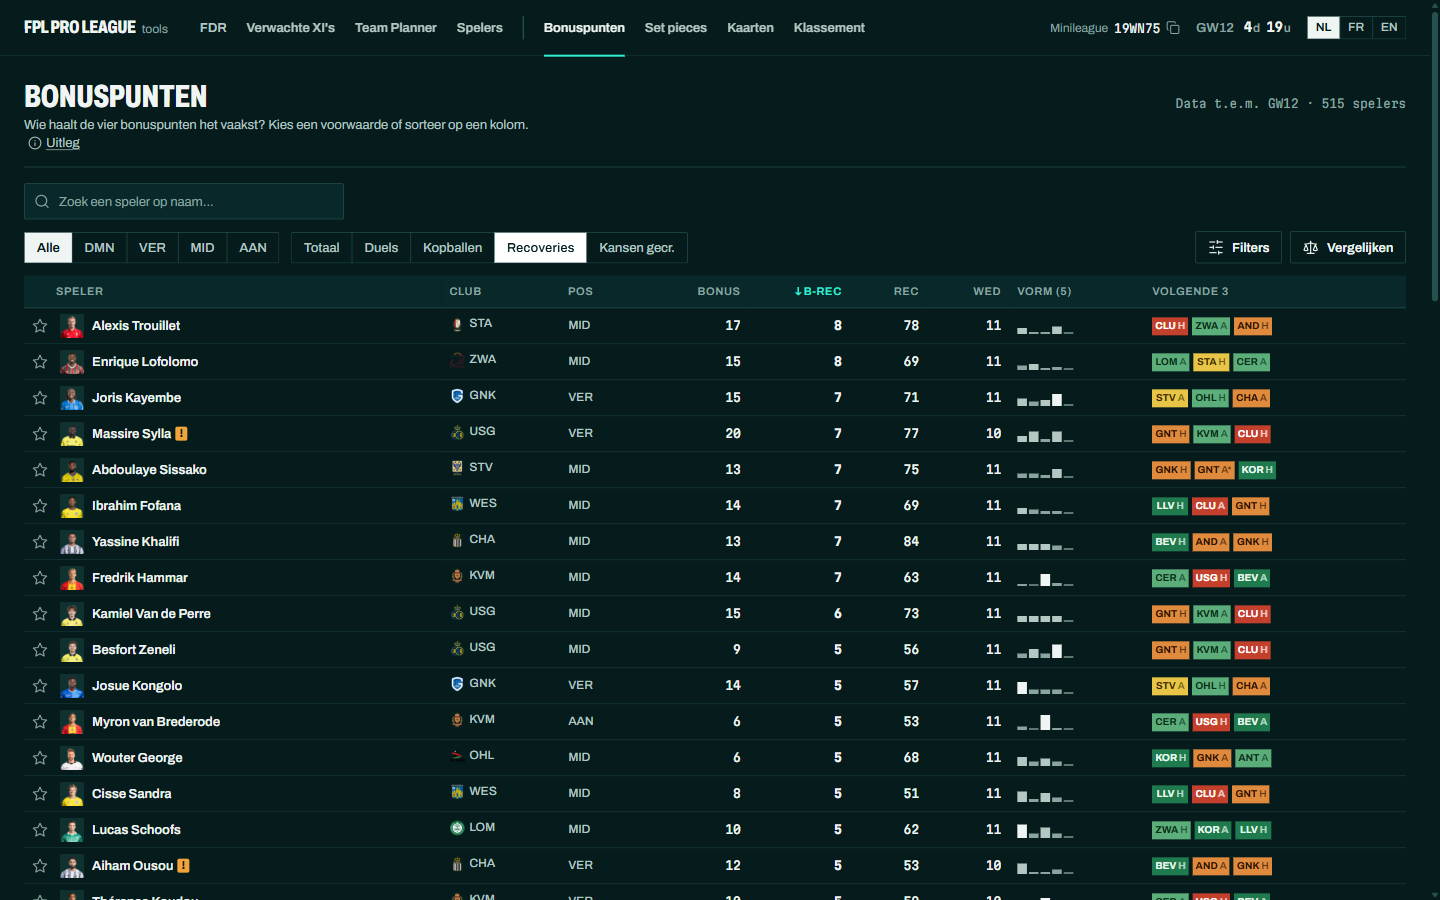 FPL PRO LEAGUE tools FDR Verwachte XI's Team Planner Spelers Bonuspunten Set pieces Kaarten Klassement Minileague 19WN75 GW12 4d 19u NL FR EN
BONUSPUNTEN
Data t.e.m. GW12 · 515 spelers
Wie haalt de vier bonuspunten het vaakst? Kies een voorwaarde of sorteer op een kolom.
Uitleg
Zoek een speler op naam...
Alle DMN VER MID AAN Totaal Duels Kopballen Recoveries Kansen gecr. Filters Vergelijken
SPELER CLUB POS BONUS ↓B-REC REC WED VORM (5) VOLGENDE 3
Alexis Trouillet STA MID 17 8 78 11 CLU H ZWA A AND H
Enrique Lofolomo ZWA MID 15 8 69 11 LOM A STA H CER A
Joris Kayembe GNK VER 15 7 71 11 STV A OHL H CHA A
Massire Sylla ! USG VER 20 7 77 10 GNT H KVM A CLU H
Abdoulaye Sissako STV MID 13 7 75 11 GNK H GNT A* KOR H
Ibrahim Fofana WES MID 14 7 69 11 LLV H CLU A GNT H
Yassine Khalifi CHA MID 13 7 84 11 BEV H AND A GNK H
Fredrik Hammar KVM MID 14 7 63 11 CER A USG H BEV A
Kamiel Van de Perre USG MID 15 6 73 11 GNT H KVM A CLU H
Besfort Zeneli USG MID 9 5 56 11 GNT H KVM A CLU H
Josue Kongolo GNK VER 14 5 57 11 STV A OHL H CHA A
Myron van Brederode KVM AAN 6 5 53 11 CER A USG H BEV A
Wouter George OHL MID 6 5 68 11 KOR H GNK A ANT A
Cisse Sandra WES MID 8 5 51 11 LLV H CLU A GNT H
Lucas Schoofs LOM MID 10 5 62 11 ZWA H KOR A LLV H
Aiham Ousou ! CHA VER 12 5 53 10 BEV H AND A GNK H